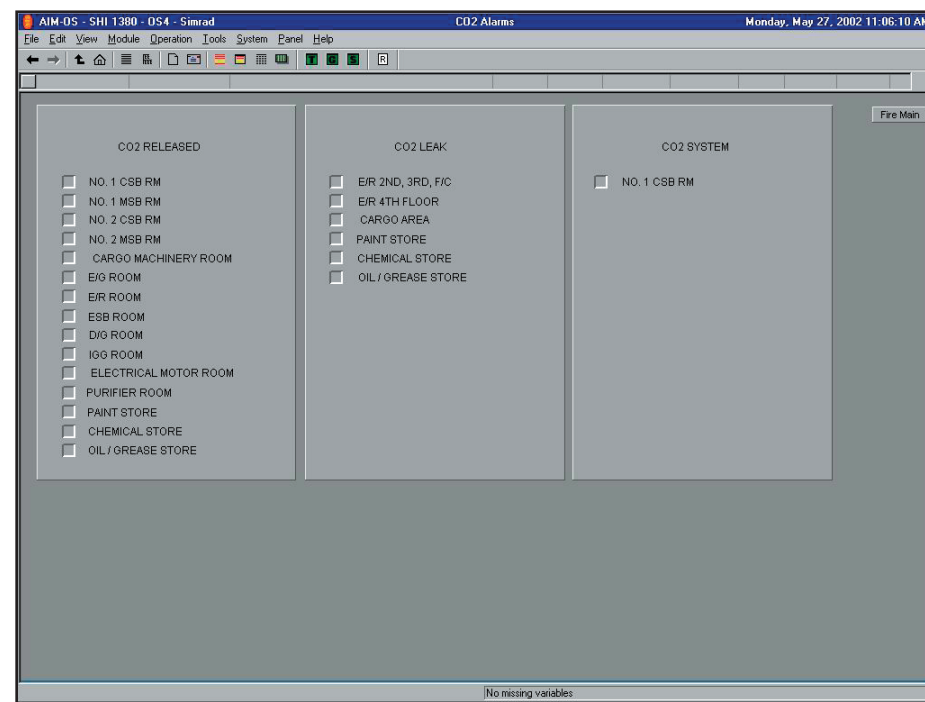 AIM-OS - SHI 1380 - OS4 - Simrad CO2 Alarms Monday, May 27, 2002 11:06:10 AM
File Edit View Module Operation Tools System Panel Help
T G S R
Fire Main
CO2 RELEASED
NO. 1 CSB RM
NO. 1 MSB RM
NO. 2 CSB RM
NO. 2 MSB RM
CARGO MACHINERY ROOM
E/G ROOM
E/R ROOM
ESB ROOM
D/G ROOM
IGG ROOM
ELECTRICAL MOTOR ROOM
PURIFIER ROOM
PAINT STORE
CHEMICAL STORE
OIL / GREASE STORE
CO2 LEAK
E/R 2ND, 3RD, F/C
E/R 4TH FLOOR
CARGO AREA
PAINT STORE
CHEMICAL STORE
OIL / GREASE STORE
CO2 SYSTEM
NO. 1 CSB RM
No missing variables